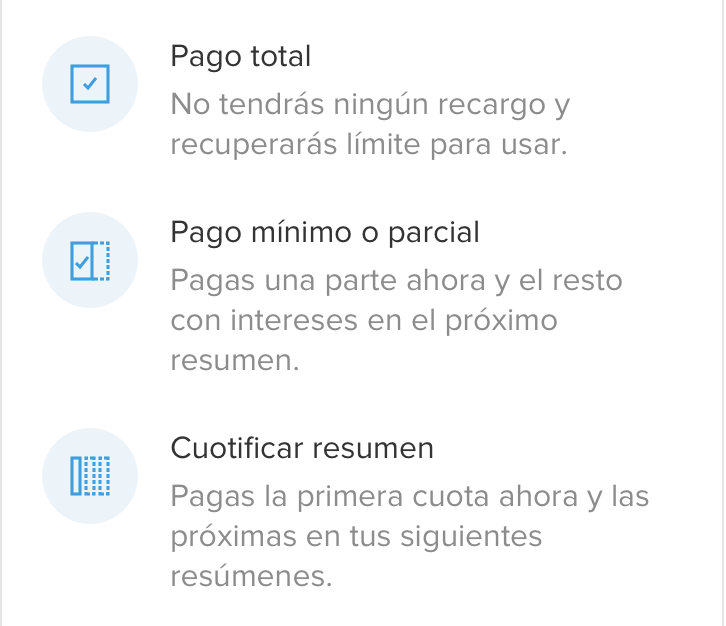 Pago total
No tendrás ningún recargo y
recuperarás límite para usar.
Pago mínimo o parcial
Pagas una parte ahora y el resto
con intereses en el próximo
resumen.
Cuotificar resumen
Pagas la primera cuota ahora y las
próximas en tus siguientes
resúmenes.